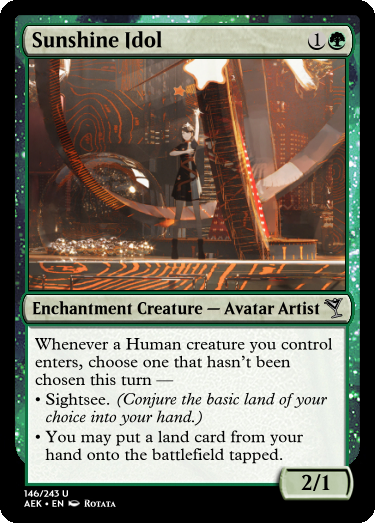 Sunshine Idol 1
Enchantment Creature — Avatar Artist
Whenever a Human creature you control
enters, choose one that hasn't been
chosen this turn —
• Sightsee. (Conjure the basic land of your
choice into your hand.)
• You may put a land card from your
hand onto the battlefield tapped.
2/1
146/243 U
AEK • EN ROTATA